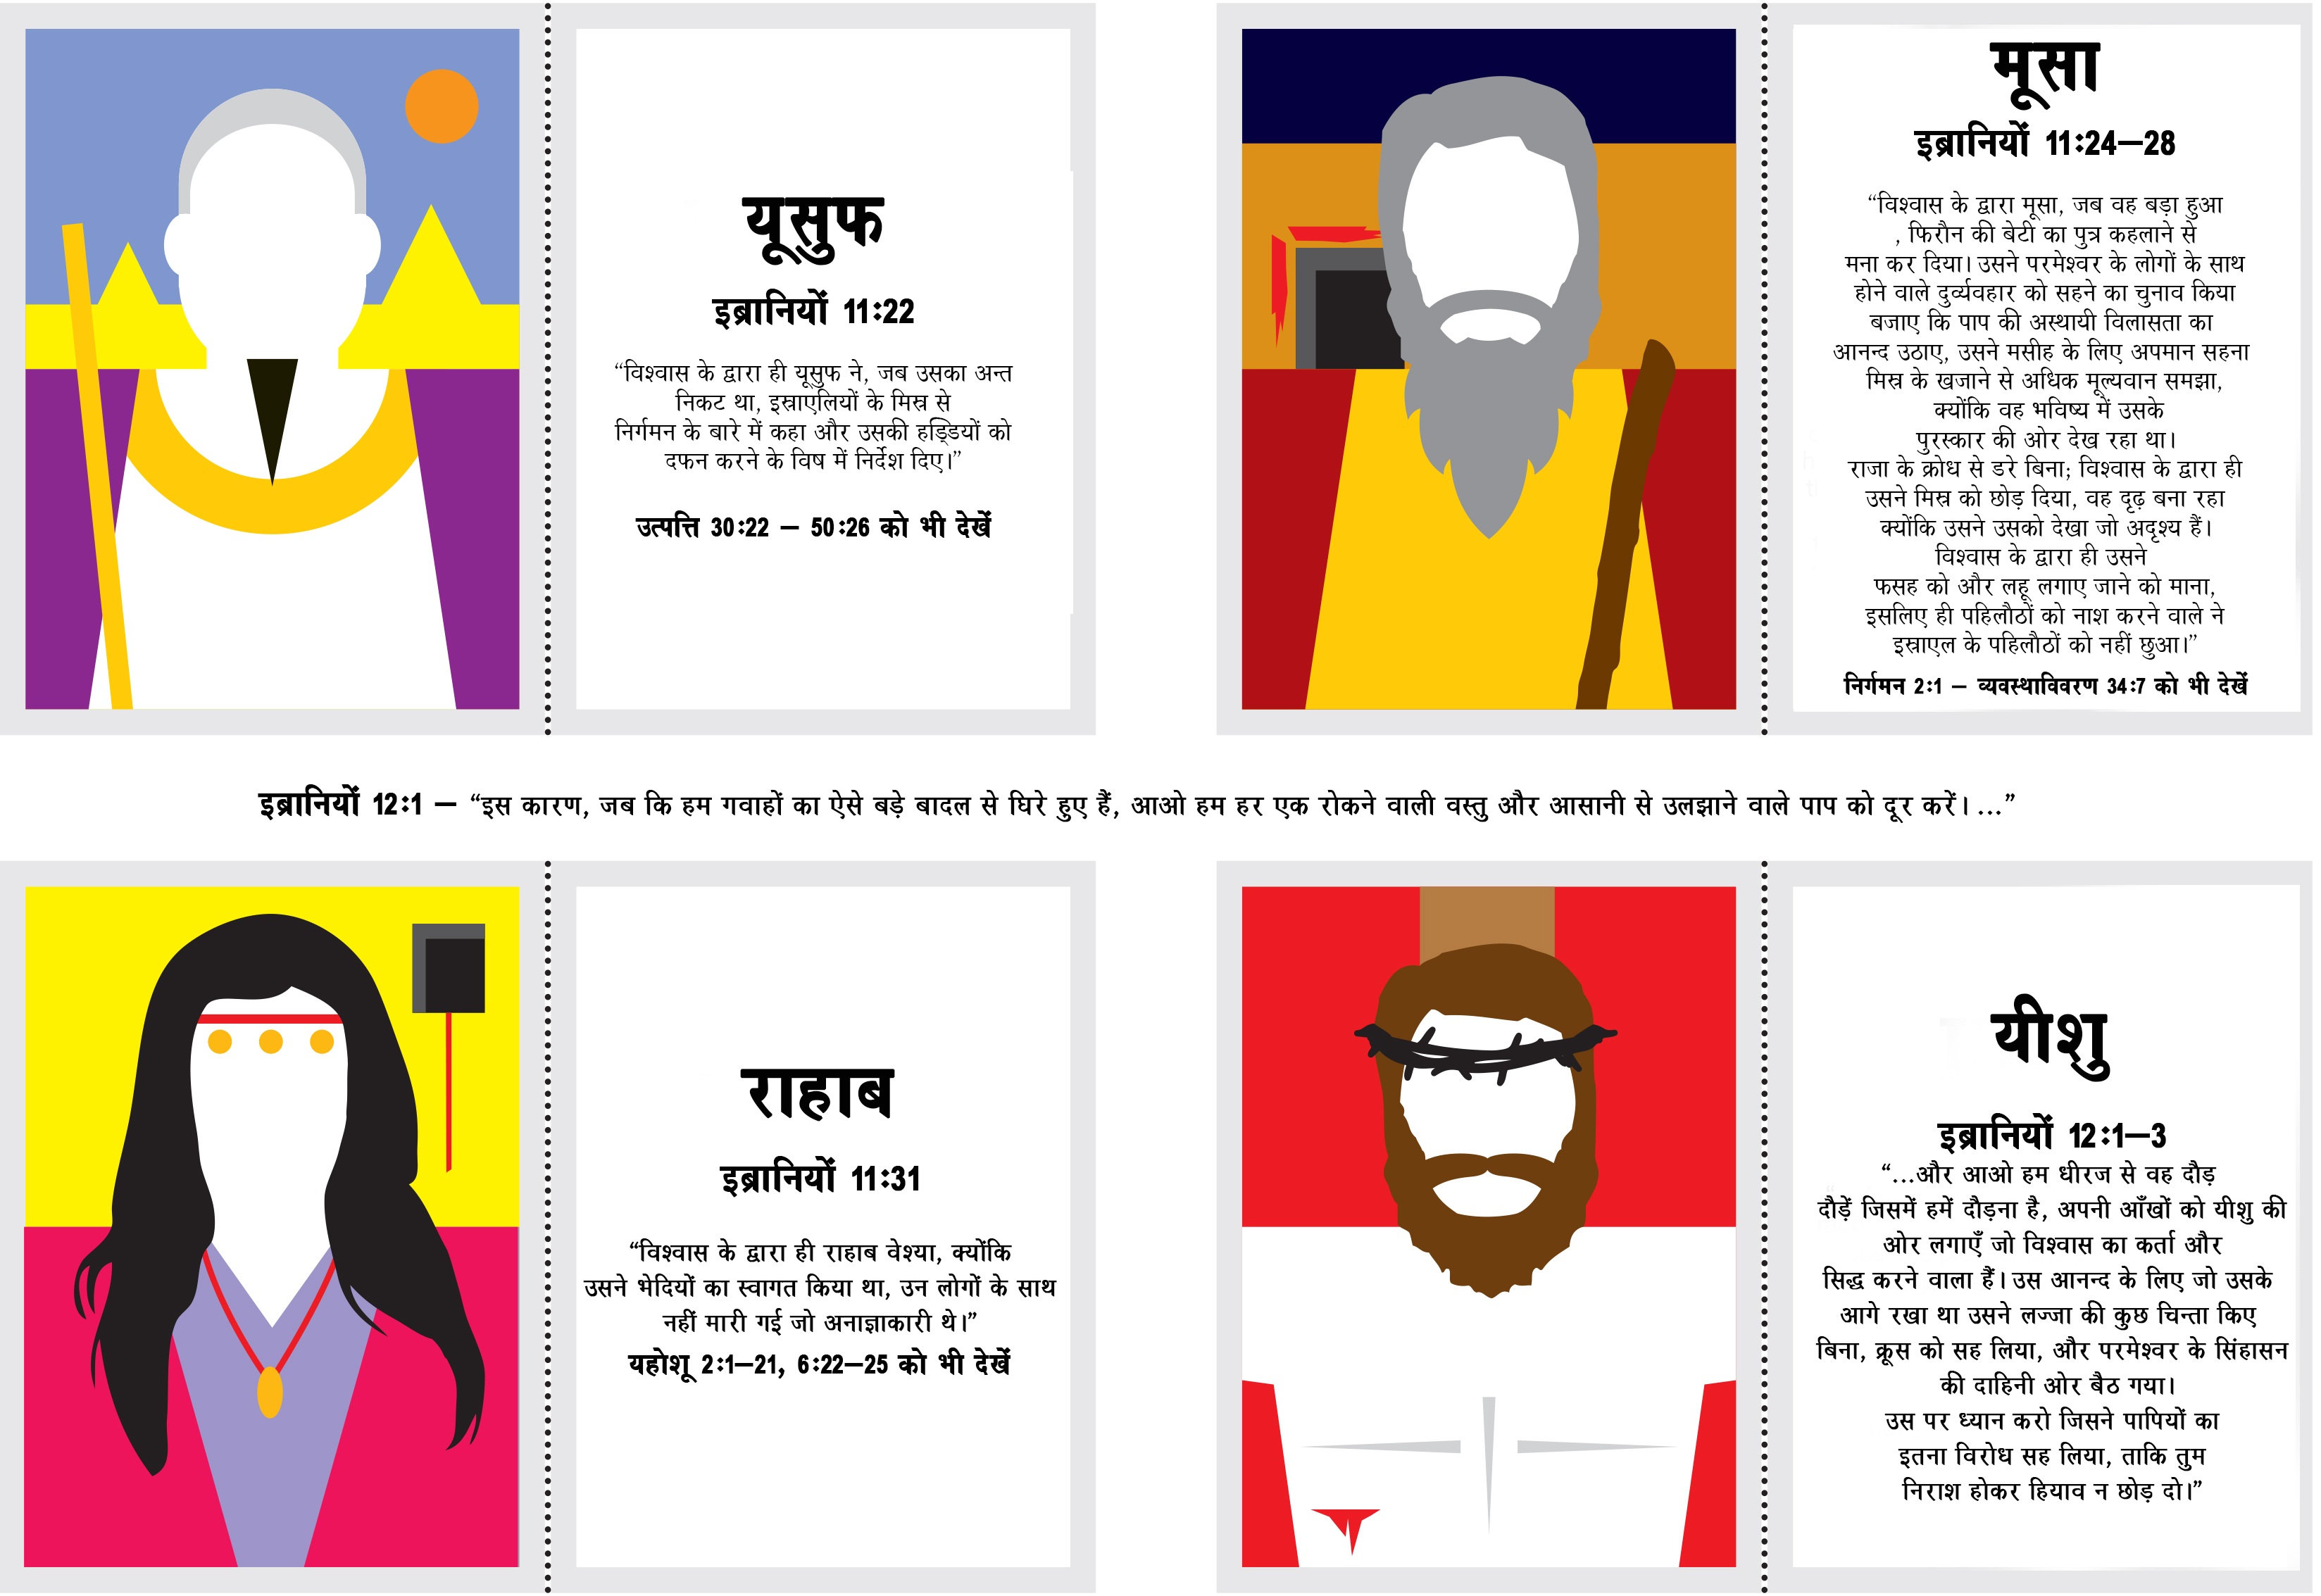 यूसुफ
इब्रानियों 11:22
“विश्वास के द्वारा ही यूसुफ ने, जब उसका अन्त
निकट था, इस्राएलियों के मिस्र से
निर्गमन के बारे में कहा और उसकी हड्डियों को
दफन करने के विष में निर्देश दिए।”
उत्पत्ति 30:22 – 50:26 को भी देखें
मूसा
इब्रानियों 11:24–28
“विश्वास के द्वारा मूसा, जब वह बड़ा हुआ
, फिरौन की बेटी का पुत्र कहलाने से
मना कर दिया। उसने परमेश्वर के लोगों के साथ
होने वाले दुर्व्यवहार को सहने का चुनाव किया
बजाए कि पाप की अस्थायी विलासता का
आनन्द उठाए, उसने मसीह के लिए अपमान सहना
मिस्र के खजाने से अधिक मूल्यवान समझा,
क्योंकि वह भविष्य में उसके
पुरस्कार की ओर देख रहा था।
राजा के क्रोध से डरे बिना; विश्वास के द्वारा ही
उसने मिस्र को छोड़ दिया, वह दृढ़ बना रहा
क्योंकि उसने उसको देखा जो अदृश्य हैं।
विश्वास के द्वारा ही उसने
फसह को और लहू लगाए जाने को माना,
इसलिए ही पहिलौठों को नाश करने वाले ने
इस्राएल के पहिलौठों को नहीं छुआ।”
निर्गमन 2:1 – व्यवस्थाविवरण 34:7 को भी देखें
इब्रानियों 12:1 – “इस कारण, जब कि हम गवाहों का ऐसे बड़े बादल से घिरे हुए हैं, आओ हम हर एक रोकने वाली वस्तु और आसानी से उलझाने वाले पाप को दूर करें। ...”
राहाब
इब्रानियों 11:31
“विश्वास के द्वारा ही राहाब वेश्या, क्योंकि
उसने भेदियों का स्वागत किया था, उन लोगों के साथ
नहीं मारी गई जो अनाज्ञाकारी थे।”
यहोशू 2:1–21, 6:22–25 को भी देखें
यीशु
इब्रानियों 12:1–3
“...और आओ हम धीरज से वह दौड़
दौड़ें जिसमें हमें दौड़ना है, अपनी आँखों को यीशु की
ओर लगाएँ जो विश्वास का कर्ता और
सिद्ध करने वाला हैं। उस आनन्द के लिए जो उसके
आगे रखा था उसने लज्जा की कुछ चिन्ता किए
बिना, क्रूस को सह लिया, और परमेश्वर के सिंहासन
की दाहिनी ओर बैठ गया।
उस पर ध्यान करो जिसने पापियों का
इतना विरोध सह लिया, ताकि तुम
निराश होकर हियाव न छोड़ दो।”